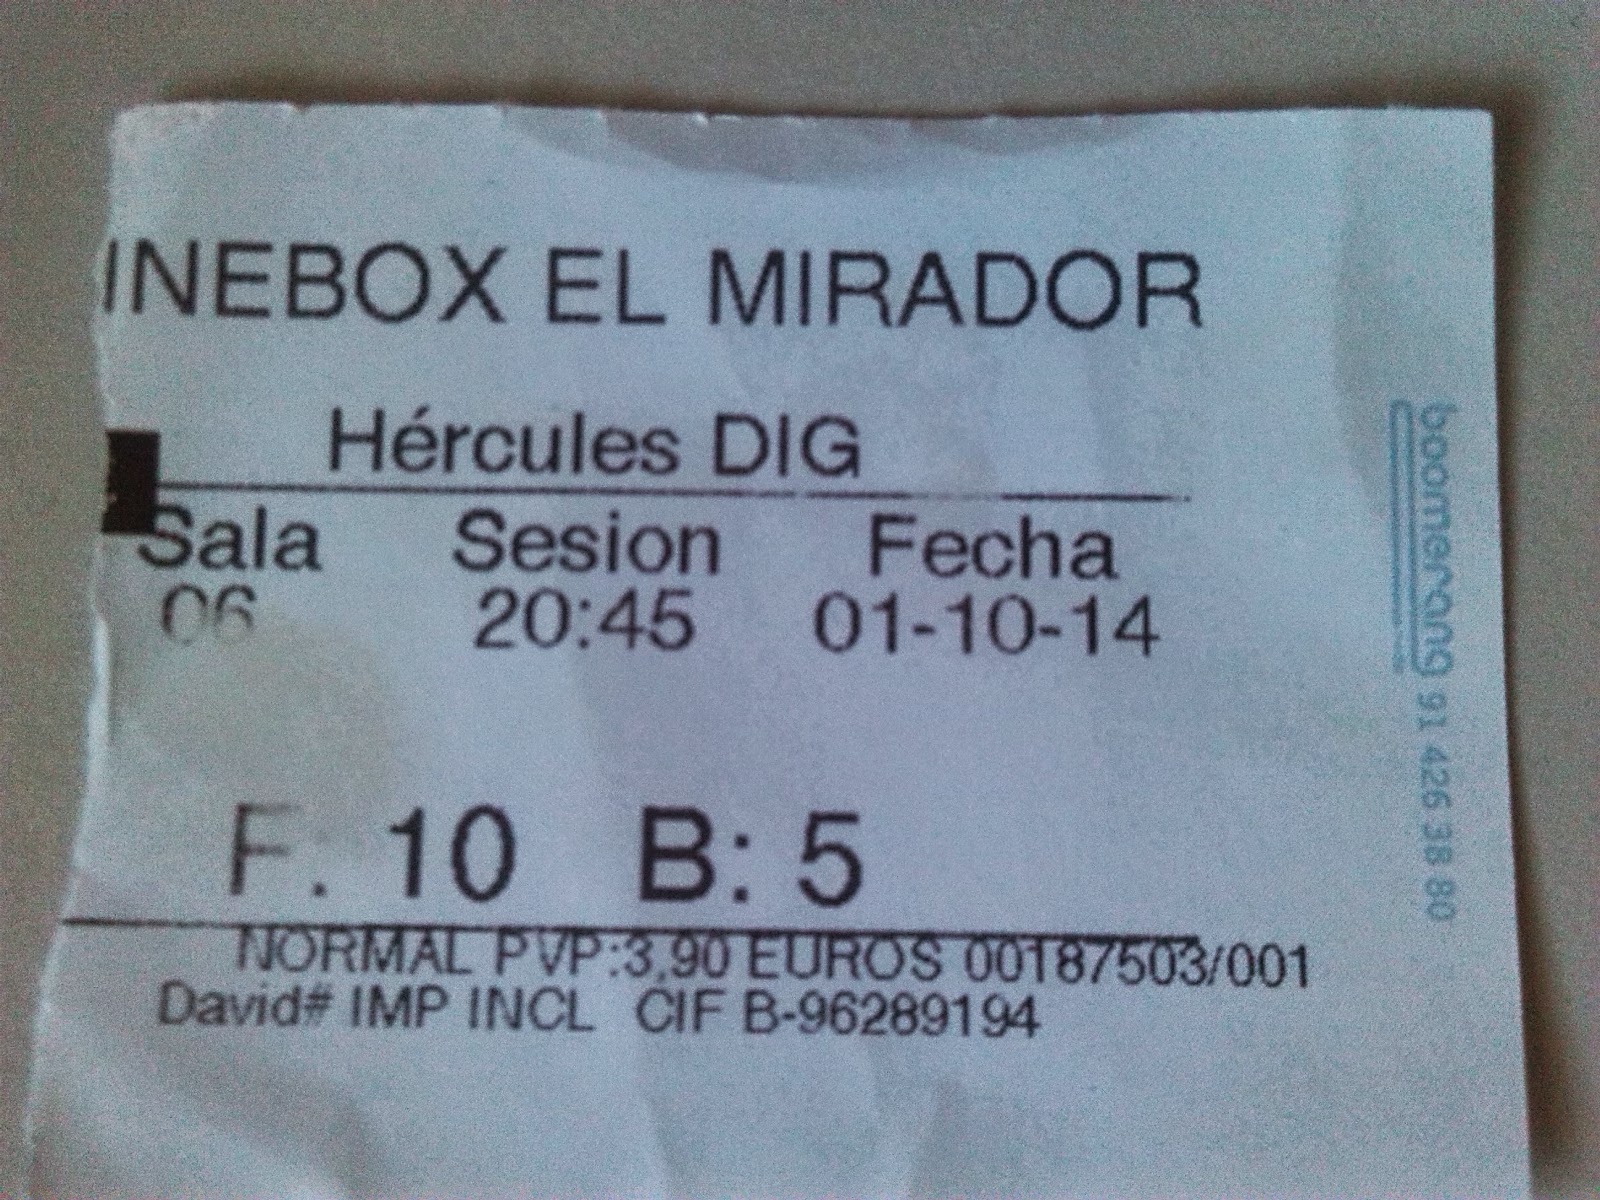 INEBOX EL MIRADOR
Hércules DIG
Sala Sesion Fecha
06 20:45 01-10-14
F. 10 B: 5
NORMAL PVP:3,90 EUROS 00187503/001
David# IMP INCL CIF B-96289194
boomerang 91 426 38 80